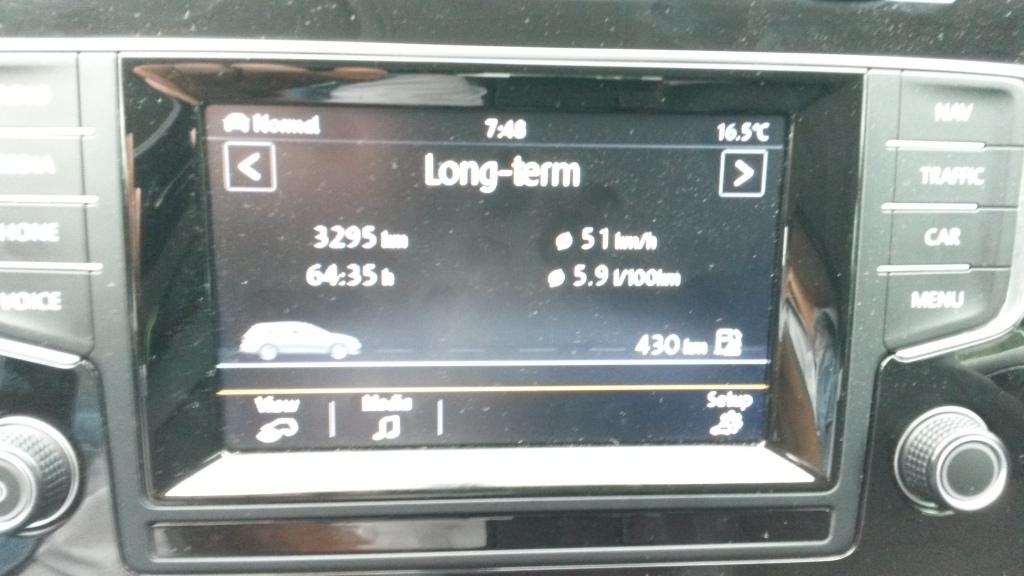 Normal 7:48 16.5°C
< Long-term >
3295 km ø 51 km/h
64:35 h ø 5.9 l/100km
430 km
View Media Setup
NAV
TRAFFIC
CAR
MENU
VOICE